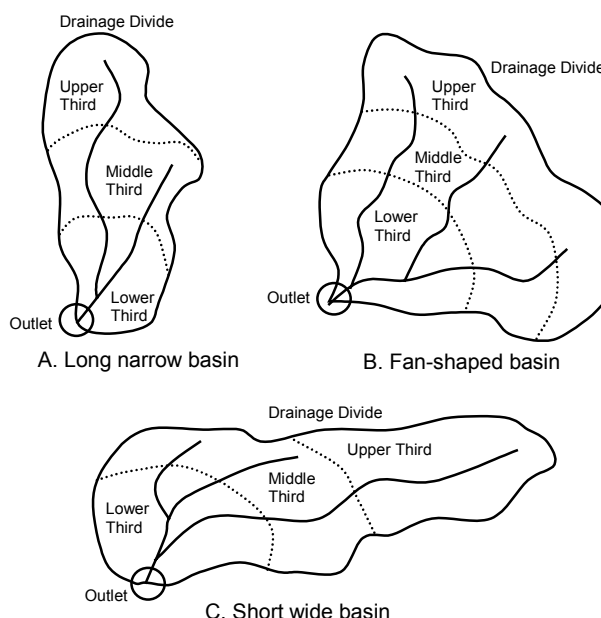 Drainage Divide
Upper
Third
Middle
Third
Lower
Third
Outlet
A. Long narrow basin
Drainage Divide
Upper
Third
Middle
Third
Lower
Third
Outlet
B. Fan-shaped basin
Drainage Divide
Upper Third
Middle
Third
Lower
Third
Outlet
C. Short wide basin